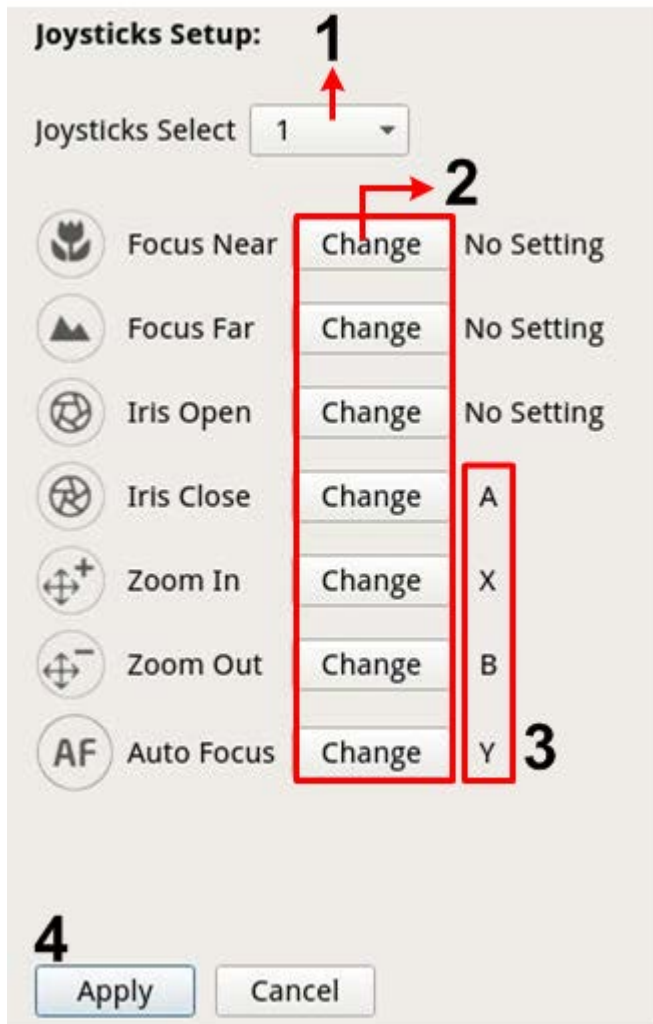 Joysticks Setup: 1
Joysticks Select 1
2
Focus Near Change No Setting
Focus Far Change No Setting
Iris Open Change No Setting
Iris Close Change A
Zoom In Change X
Zoom Out Change B
AF Auto Focus Change Y 3
4
Apply Cancel